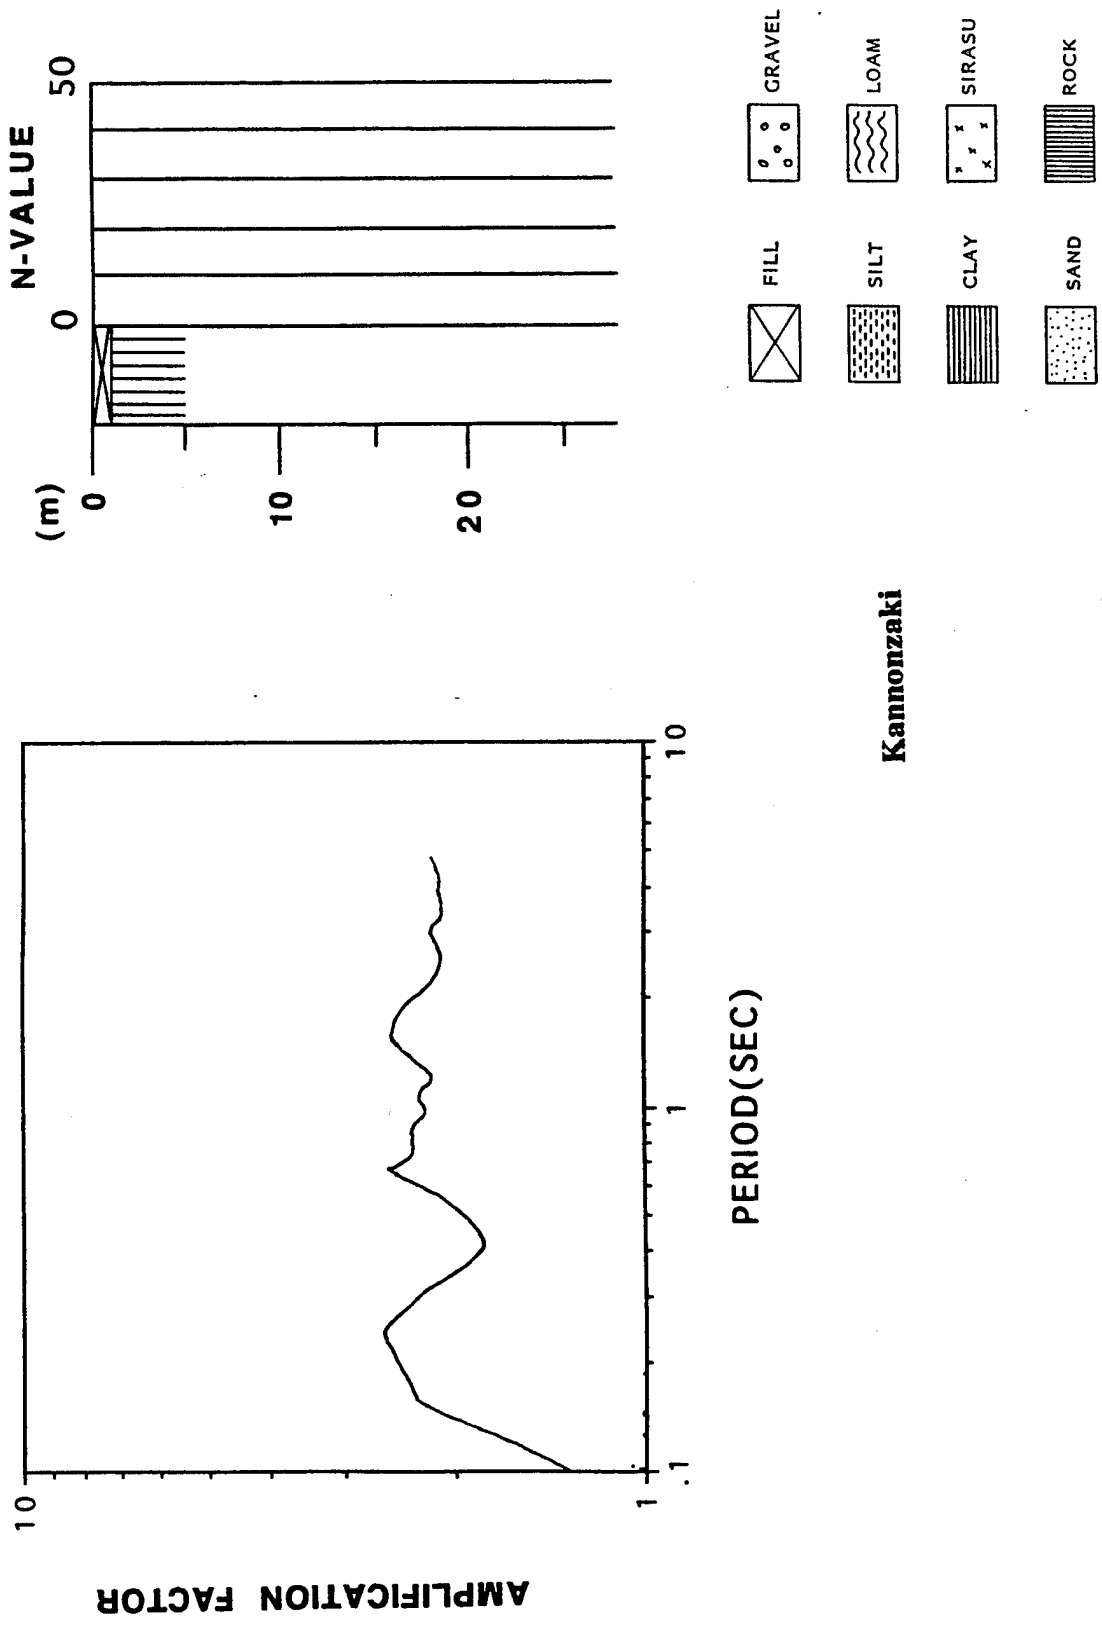 AMPLIFICATION FACTOR
10
1
.1
1
10
PERIOD(SEC)
Kannonzaki
(m)
0
10
20
N-VALUE
0
50
FILL
GRAVEL
SILT
LOAM
CLAY
SIRASU
SAND
ROCK